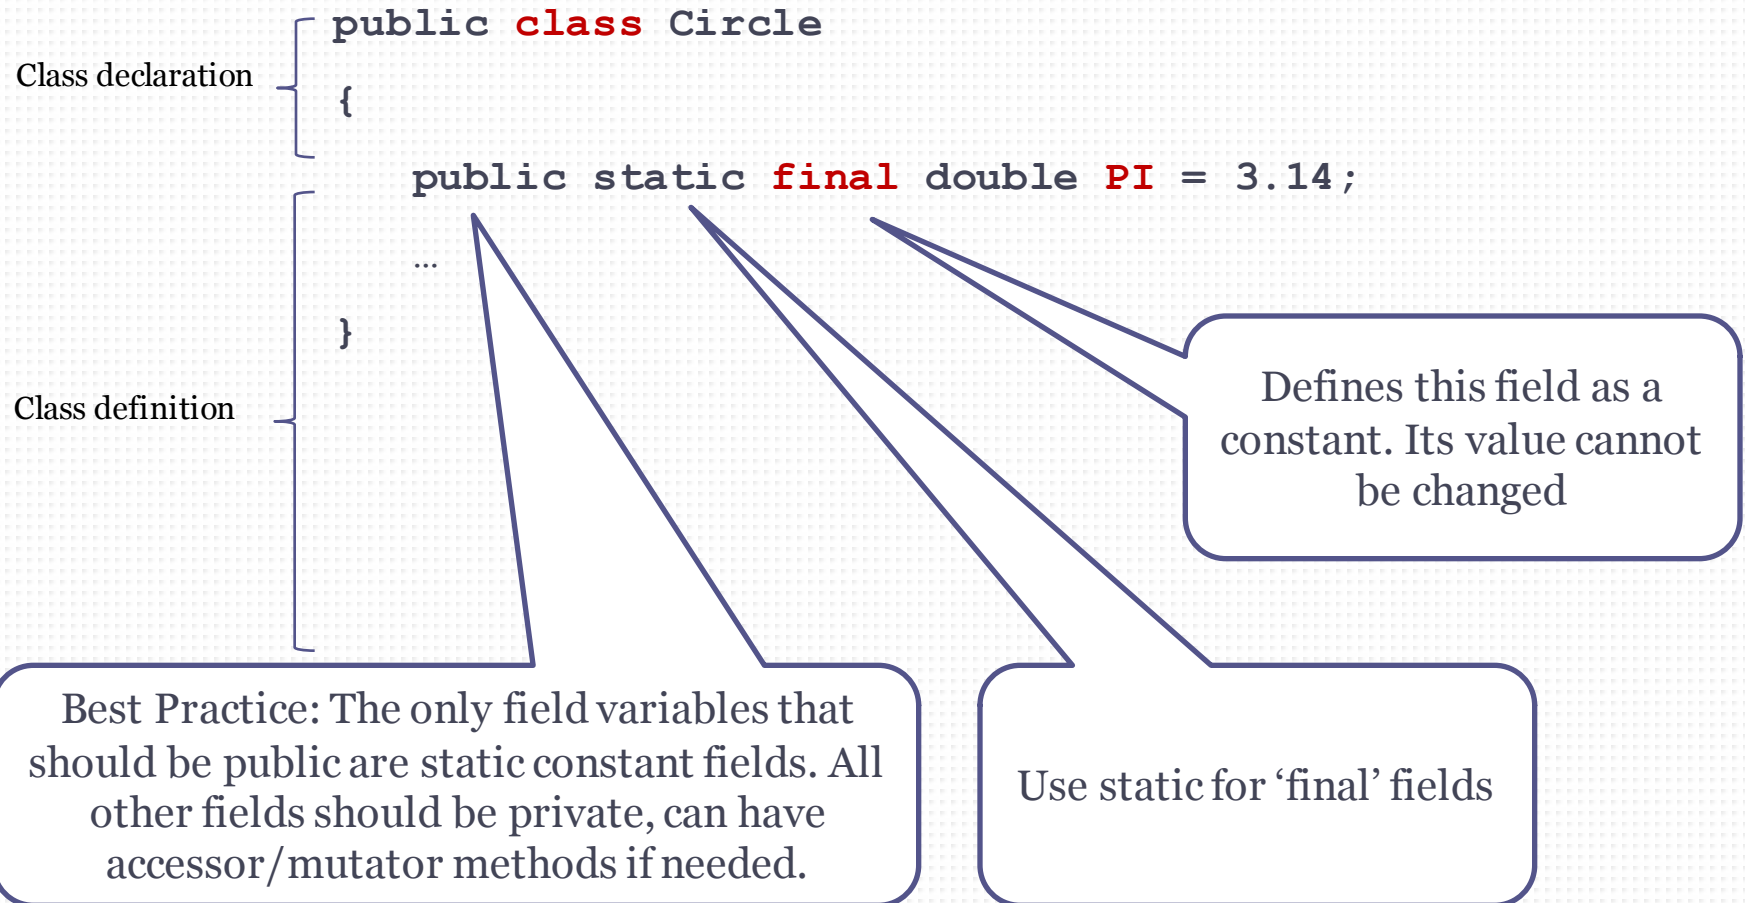 public class Circle
Class declaration
{
public static final double PI = 3.14;
…
}
Class definition
Defines this field as a
constant. Its value cannot
be changed
Best Practice: The only field variables that
should be public are static constant fields. All
other fields should be private, can have
accessor/mutator methods if needed.
Use static for ‘final’ fields